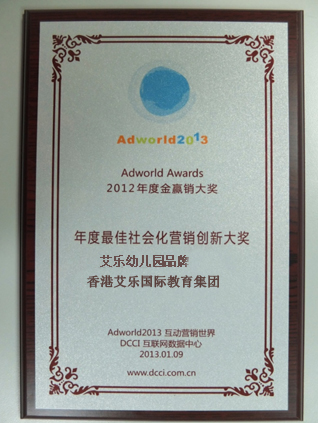 Adworld2013
Adworld Awards
2012年度金赢销大奖
年度最佳社会化营销创新大奖
艾乐幼儿园品牌
香港艾乐国际教育集团
Adworld2013 互动营销世界
DCCI 互联网数据中心
2013.01.09
www.dcci.com.cn